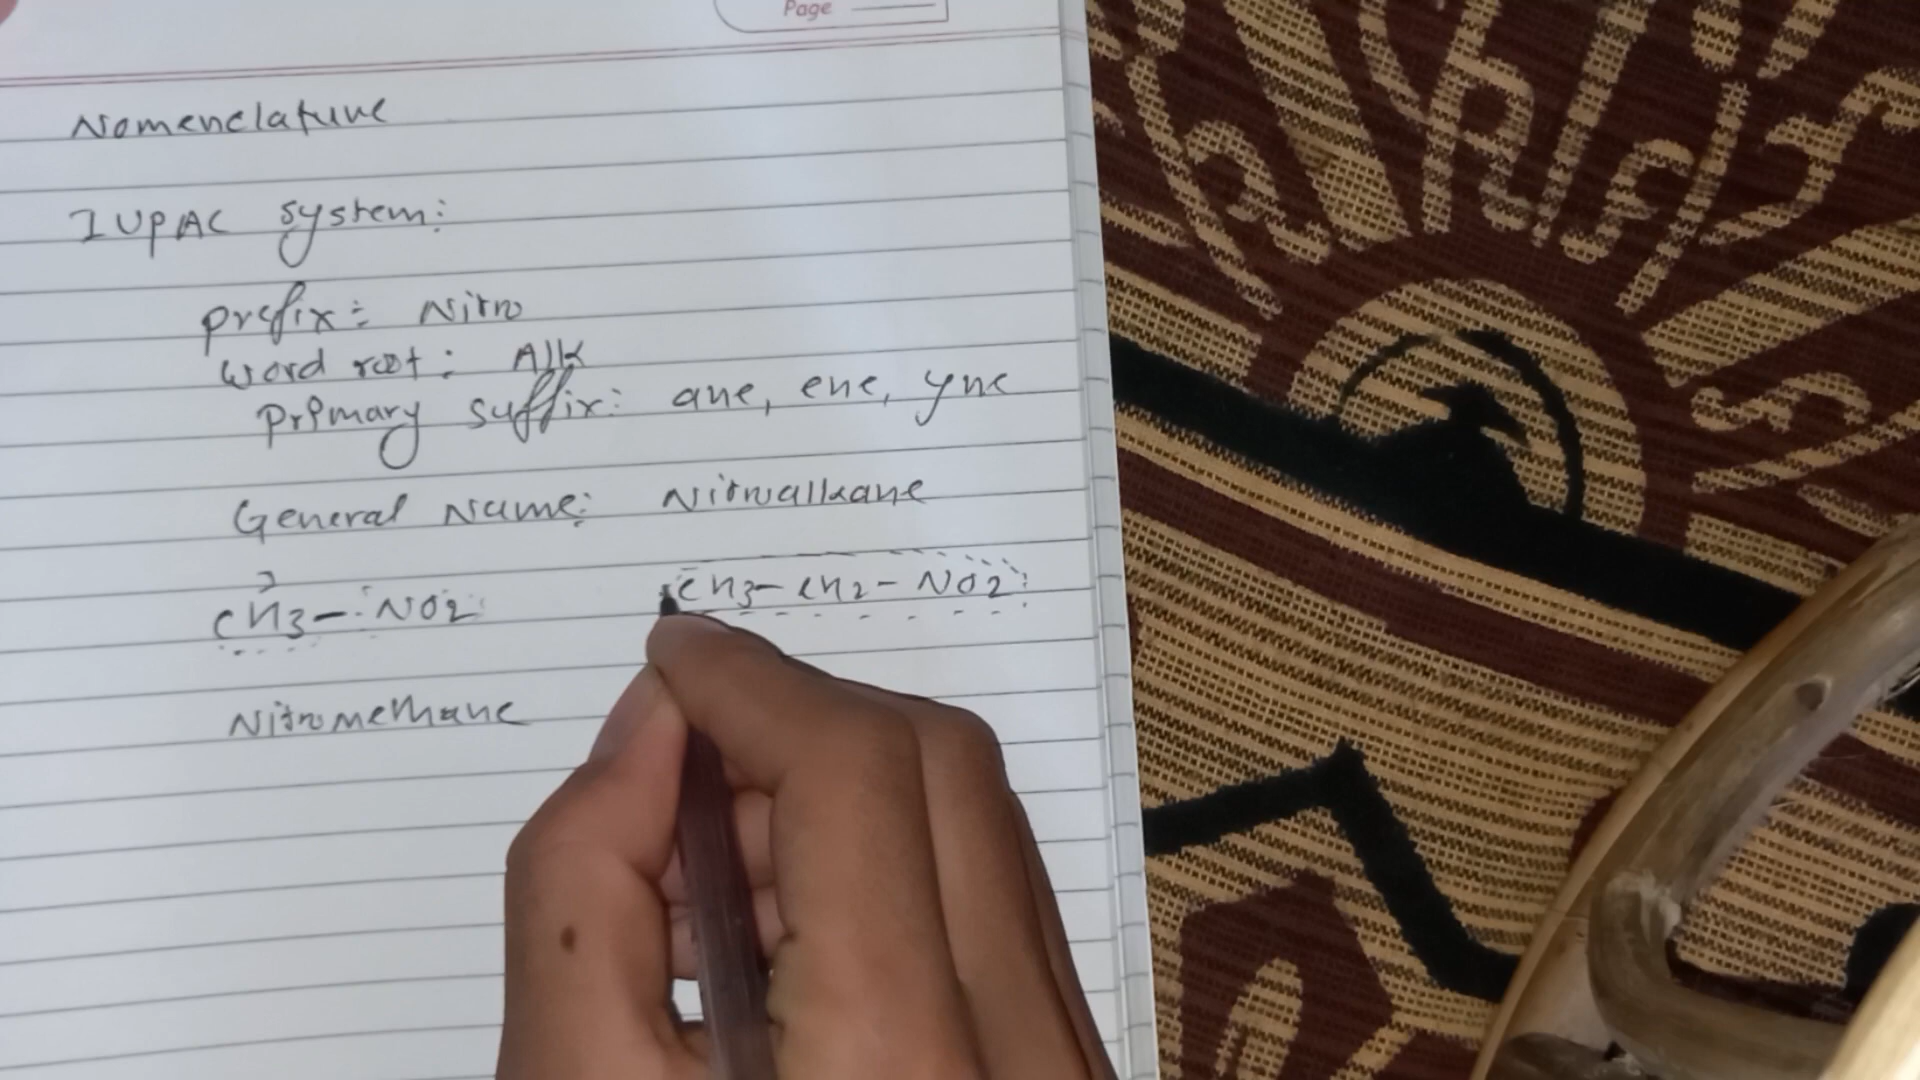 Page
Nomenclature
IUPAC system:
prefix: Nitro
word root: Alk
Primary suffix: ane, ene, yne
General Name: Nitroalkane
CH3-NO2 CH3-CH2-NO2
Nitromethane